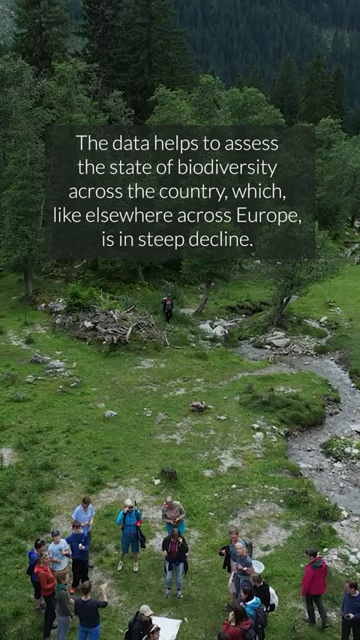 The data helps to assess
the state of biodiversity
across the country, which,
like elsewhere across Europe,
is in steep decline.